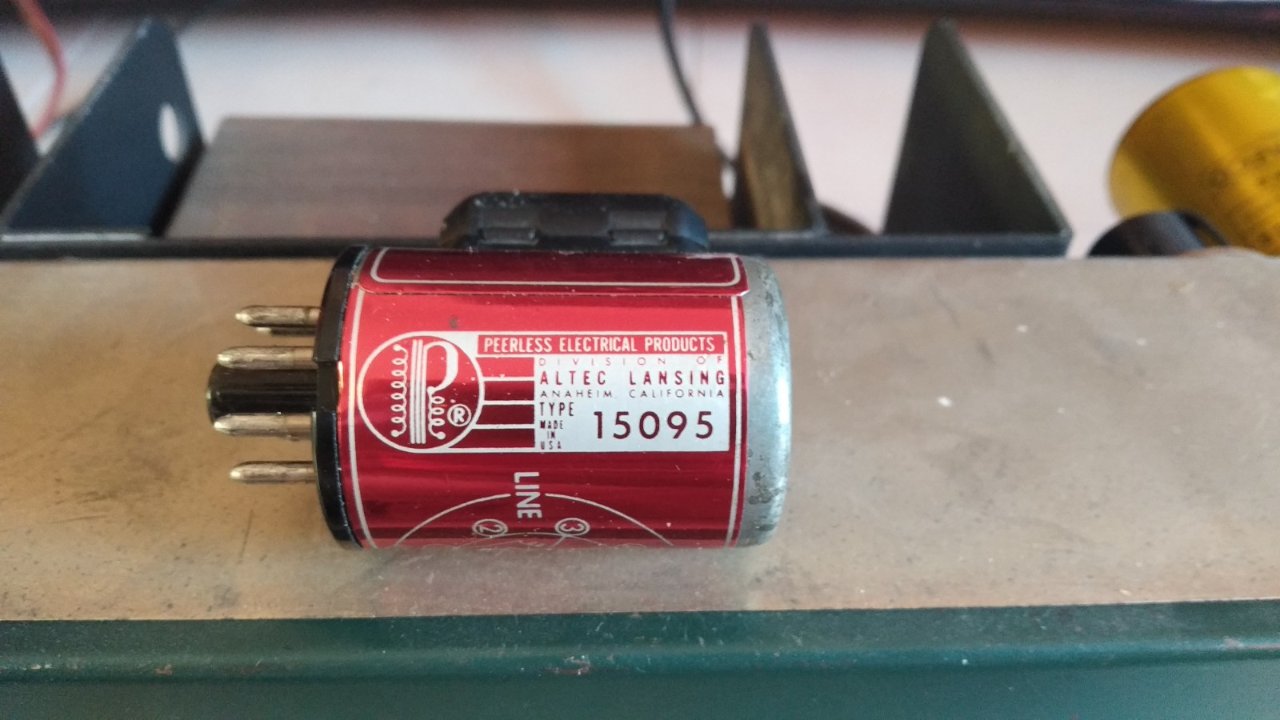 PEERLESS ELECTRICAL PRODUCTS
DIVISION OF
ALTEC LANSING
ANAHEIM, CALIFORNIA
TYPE
MADE
IN
USA
15095
®
LINE
2
3